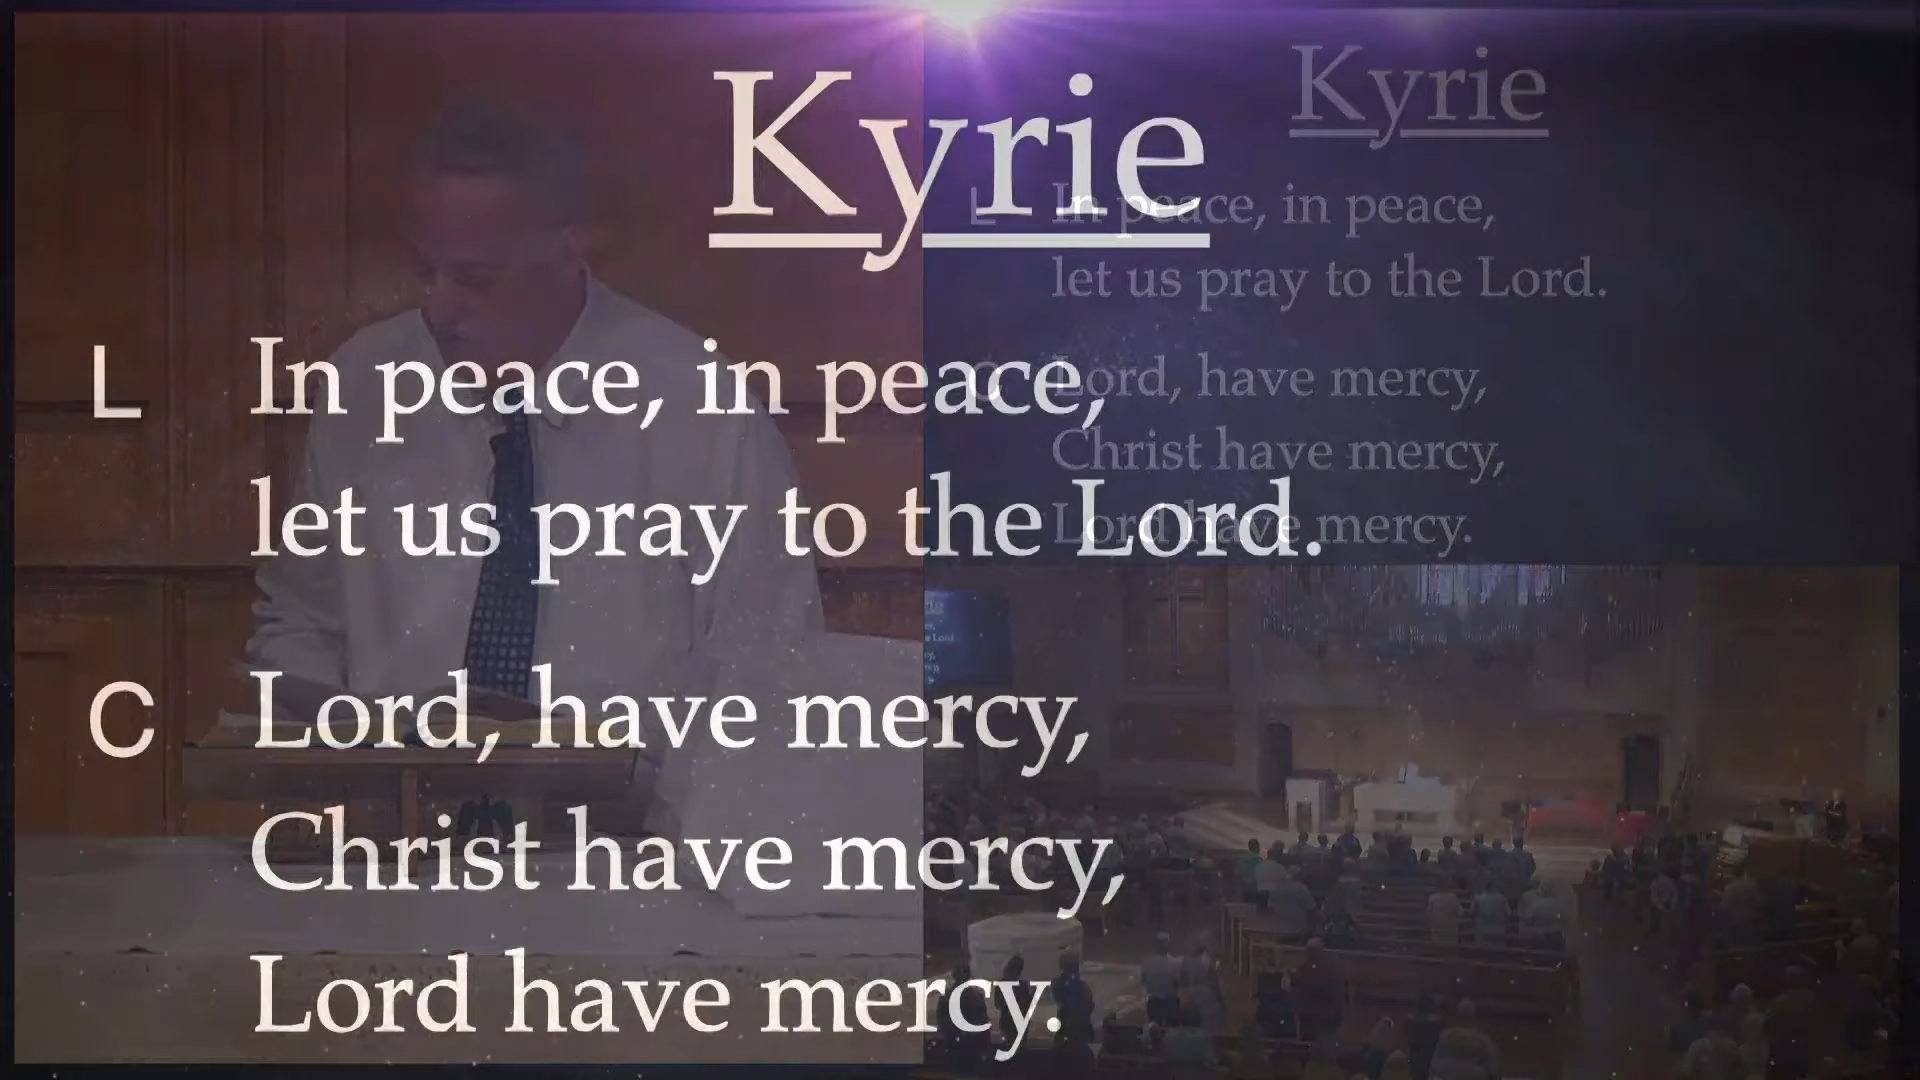 Kyrie
L In peace, in peace,
let us pray to the Lord.
C Lord, have mercy,
Christ have mercy,
Lord have mercy.
Kyrie
L In peace, in peace,
let us pray to the Lord.
C Lord, have mercy,
Christ have mercy,
Lord have mercy.